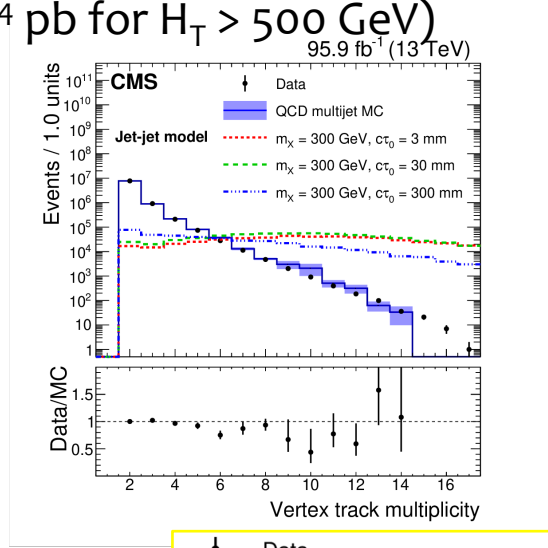 4 pb for H_T > 500 GeV)
95.9 fb⁻¹ (13 TeV)
CMS
Data
QCD multijet MC
Jet-jet model
m_X = 300 GeV, cτ₀ = 3 mm
m_X = 300 GeV, cτ₀ = 30 mm
m_X = 300 GeV, cτ₀ = 300 mm
Events / 1.0 units
10¹¹
10¹⁰
10⁹
10⁸
10⁷
10⁶
10⁵
10⁴
10³
10²
10
1
Data/MC
1.5
1
0.5
2 4 6 8 10 12 14 16
Vertex track multiplicity